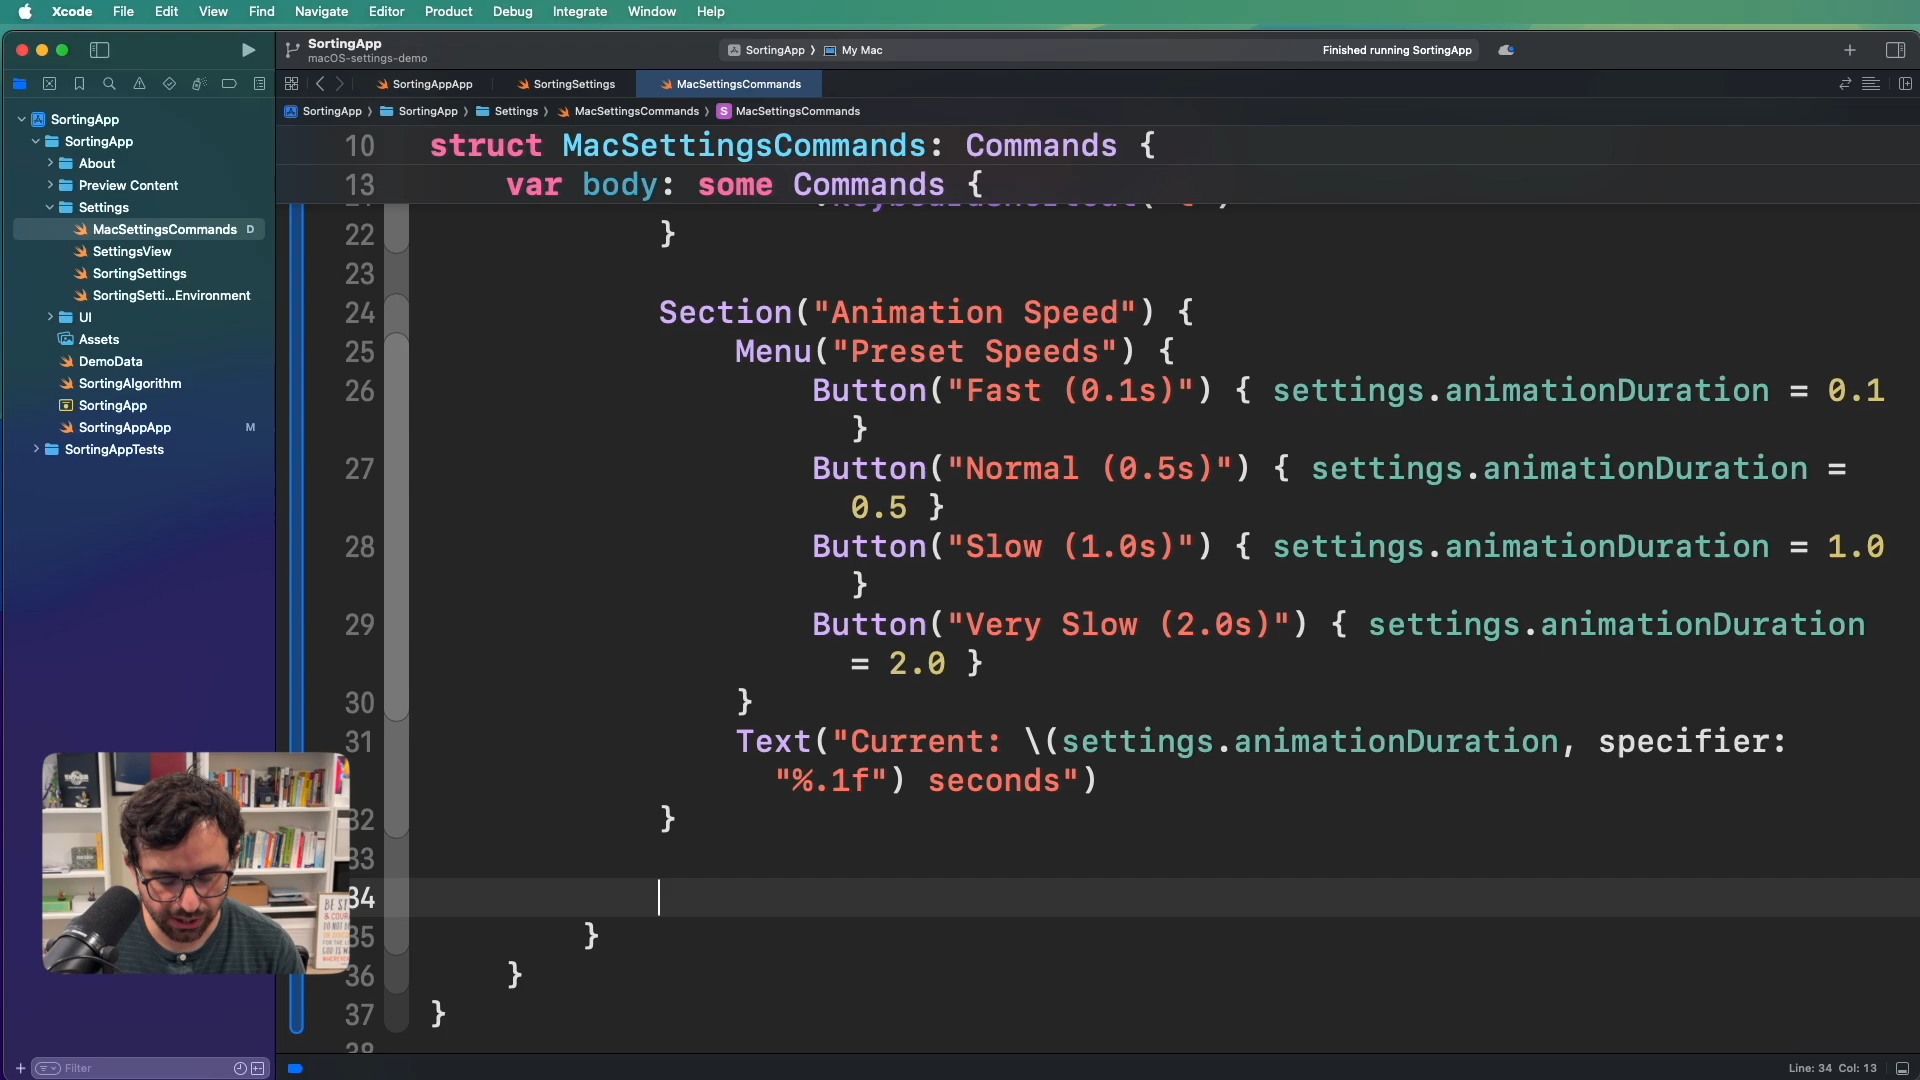 Xcode File Edit View Find Navigate Editor Product Debug Integrate Window Help
SortingApp
macOS-settings-demo
SortingApp 〉 My Mac
Finished running SortingApp
SortingAppApp
SortingSettings
MacSettingsCommands
SortingApp 〉 SortingApp 〉 Settings 〉 MacSettingsCommands 〉 S MacSettingsCommands
SortingApp
SortingApp
About
Preview Content
Settings
MacSettingsCommands D
SettingsView
SortingSettings
SortingSetti...Environment
UI
Assets
DemoData
SortingAlgorithm
SortingApp
SortingAppApp M
SortingAppTests
Filter
10 struct MacSettingsCommands: Commands {
13 var body: some Commands {
22 }
23
24 Section("Animation Speed") {
25 Menu("Preset Speeds") {
26 Button("Fast (0.1s)") { settings.animationDuration = 0.1
}
27 Button("Normal (0.5s)") { settings.animationDuration =
0.5 }
28 Button("Slow (1.0s)") { settings.animationDuration = 1.0
}
29 Button("Very Slow (2.0s)") { settings.animationDuration
= 2.0 }
30 }
31 Text("Current: \(settings.animationDuration, specifier:
"%.1f") seconds")
32 }
33
34
35 }
36 }
37 }
38
Line: 34 Col: 13